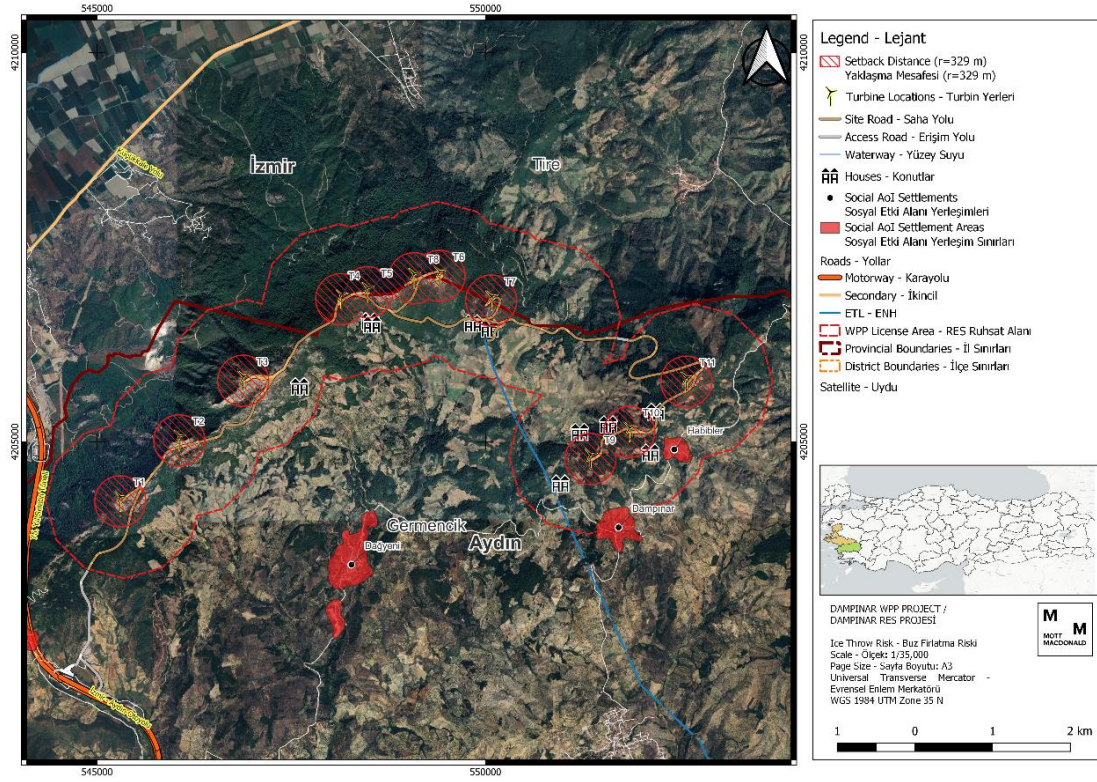 545000
550000
4210000
4210000
4205000
4205000
545000
550000
İzmir
Tire
T4
T5
T8
T6
T7
T3
T2
T1
T11
T10
T9
Habibler
Dampınar
Germencik
Aydın
Dağyeni
İzmir-Aydın Otoyolu
Legend - Lejant
Setback Distance (r=329 m)
Yaklaşma Mesafesi (r=329 m)
Turbine Locations - Turbin Yerleri
Site Road - Saha Yolu
Access Road - Erişim Yolu
Waterway - Yüzey Suyu
Houses - Konutlar
Social AoI Settlements
Sosyal Etki Alanı Yerleşimleri
Social AoI Settlement Areas
Sosyal Etki Alanı Yerleşim Sınırları
Roads - Yollar
Motorway - Karayolu
Secondary - İkincil
ETL - ENH
WPP License Area - RES Ruhsat Alanı
Provincial Boundaries - İl Sınırları
District Boundaries - İlçe Sınırları
Satellite - Uydu
DAMPINAR WPP PROJECT /
DAMPINAR RES PROJESİ
Ice Throw Risk - Buz Fırlatma Riski
Scale - Ölçek: 1/35,000
Page Size - Sayfa Boyutu: A3
Universal Transverse Mercator -
Evrensel Enlem Merkatörü
WGS 1984 UTM Zone 35 N
M
M
MOTT
MACDONALD
1 0 1 2 km